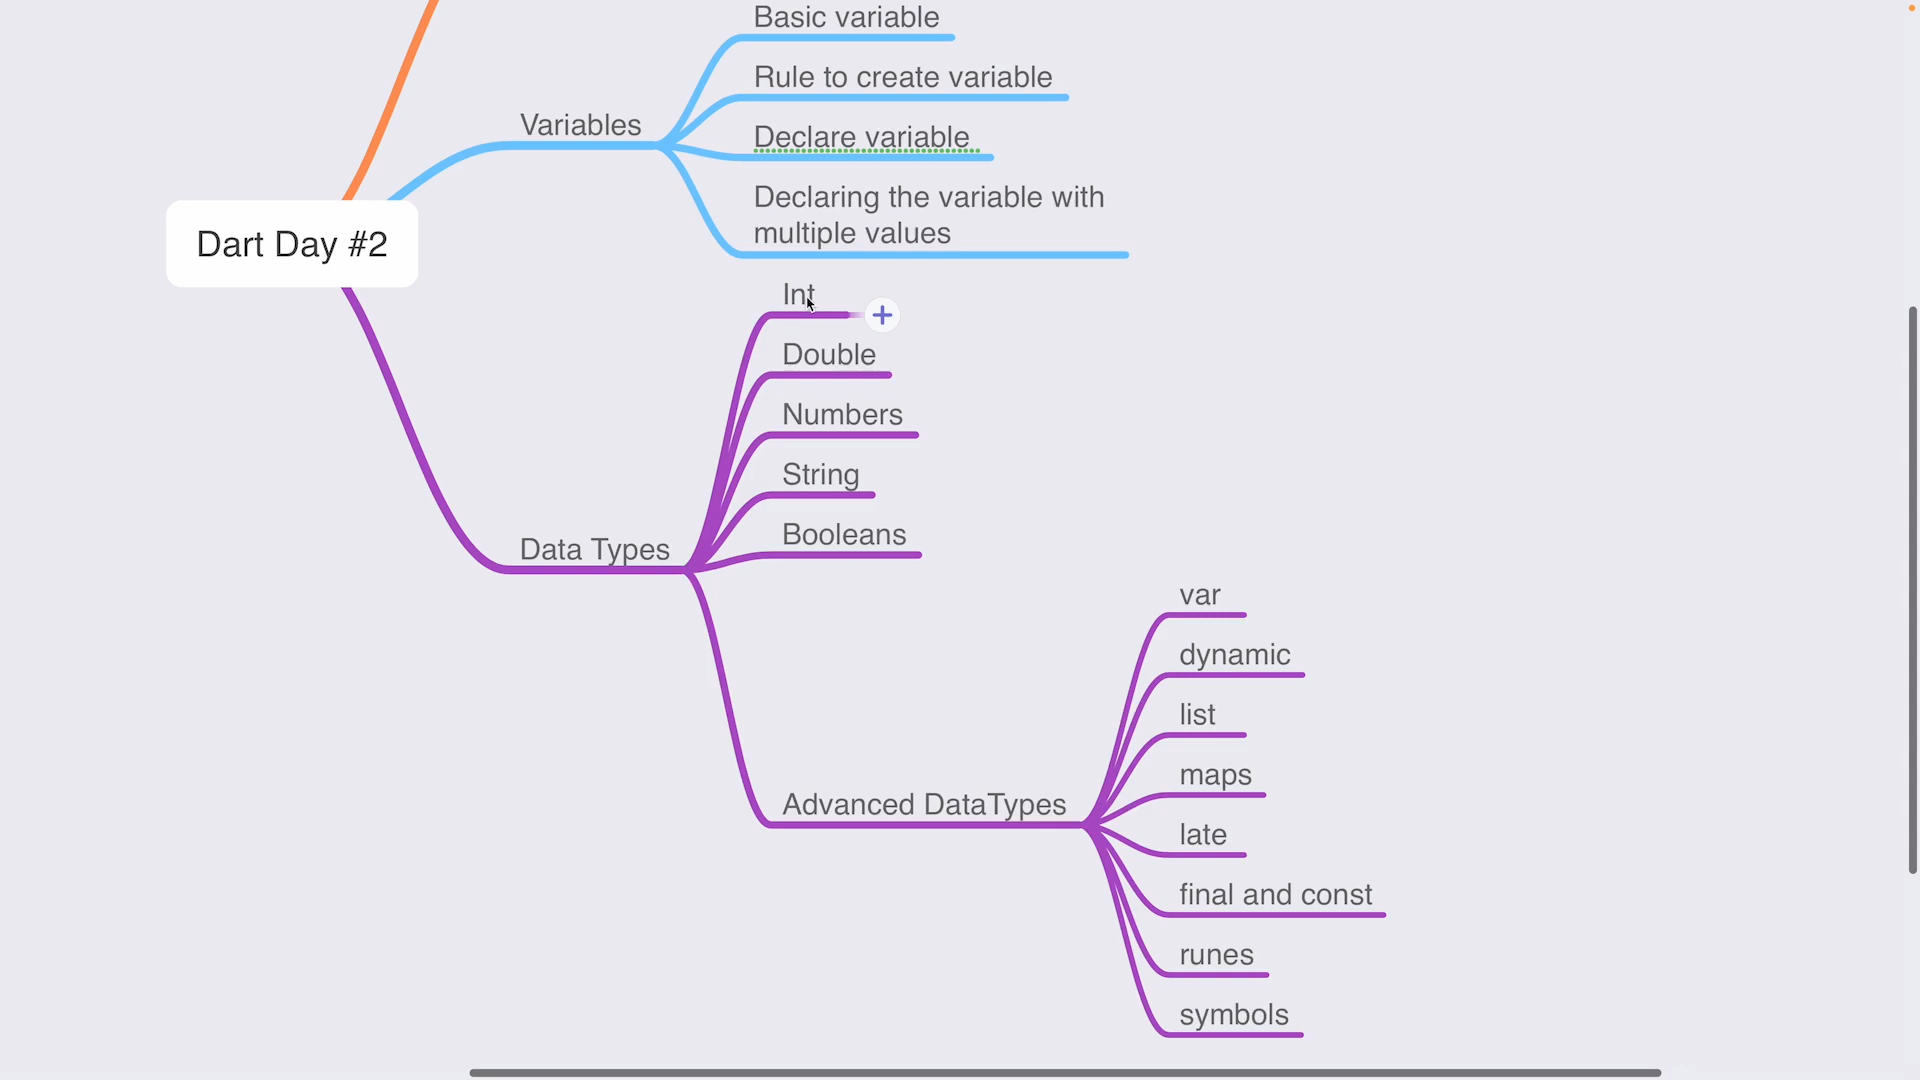 Basic variable
Rule to create variable
Variables
Declare variable
Declaring the variable with
multiple values
Dart Day #2
Int
Double
Numbers
String
Data Types
Booleans
var
dynamic
list
maps
Advanced DataTypes
late
final and const
runes
symbols